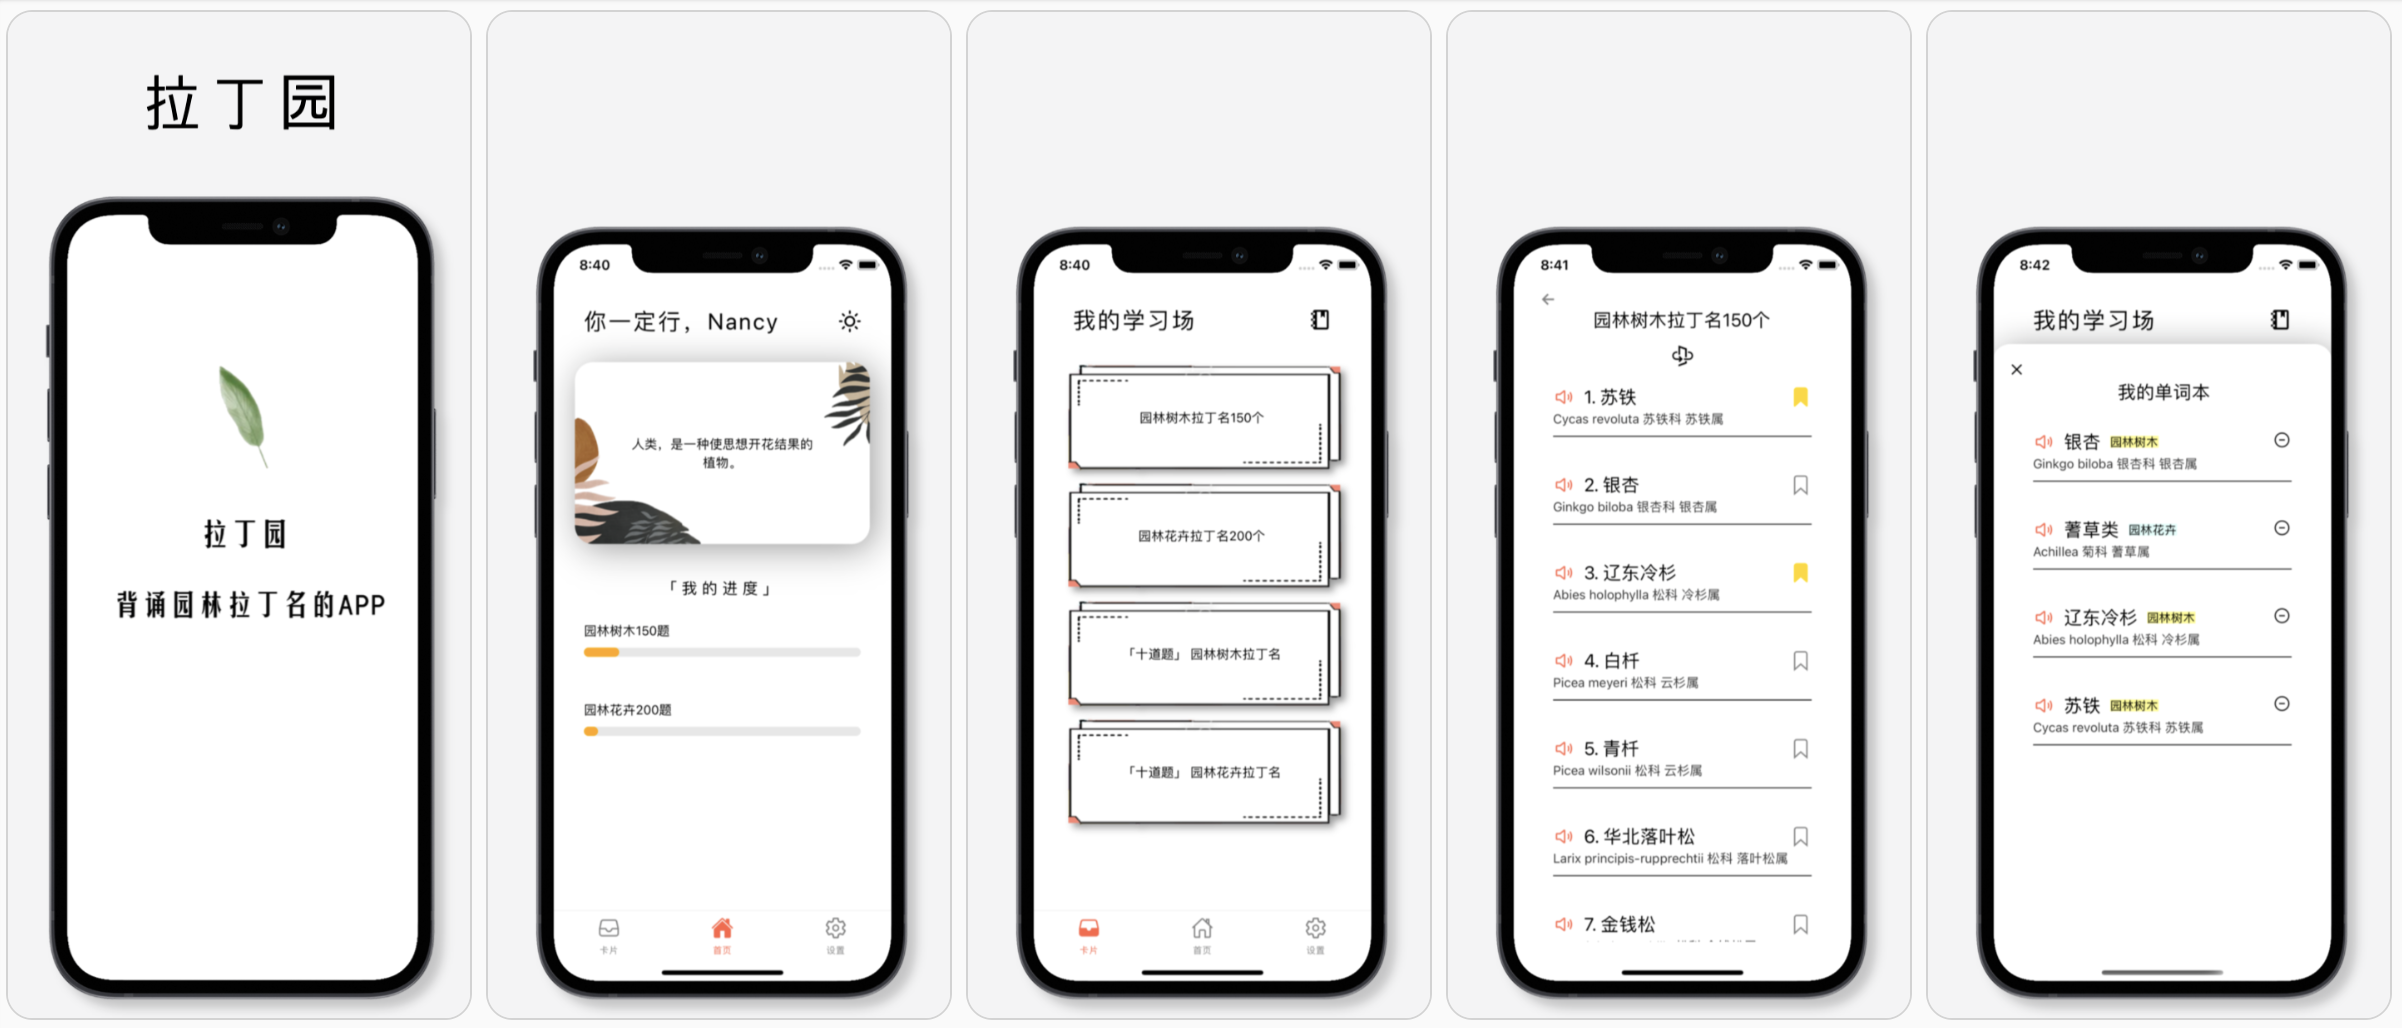 拉丁园
拉丁园
背诵园林拉丁名的APP
8:40
你一定行，Nancy
人类，是一种使思想开花结果的
植物。
「我的进度」
园林树木150题
园林花卉200题
卡片
首页
设置
8:40
我的学习场
园林树木拉丁名150个
园林花卉拉丁名200个
「十道题」 园林树木拉丁名
「十道题」 园林花卉拉丁名
卡片
首页
设置
8:41
园林树木拉丁名150个
1. 苏铁
Cycas revoluta 苏铁科 苏铁属
2. 银杏
Ginkgo biloba 银杏科 银杏属
3. 辽东冷杉
Abies holophylla 松科 冷杉属
4. 白杄
Picea meyeri 松科 云杉属
5. 青杄
Picea wilsonii 松科 云杉属
6. 华北落叶松
Larix principis-rupprechtii 松科 落叶松属
7. 金钱松
8:42
我的学习场
我的单词本
银杏 园林树木
Ginkgo biloba 银杏科 银杏属
蓍草类 园林花卉
Achillea 菊科 蓍草属
辽东冷杉 园林树木
Abies holophylla 松科 冷杉属
苏铁 园林树木
Cycas revoluta 苏铁科 苏铁属